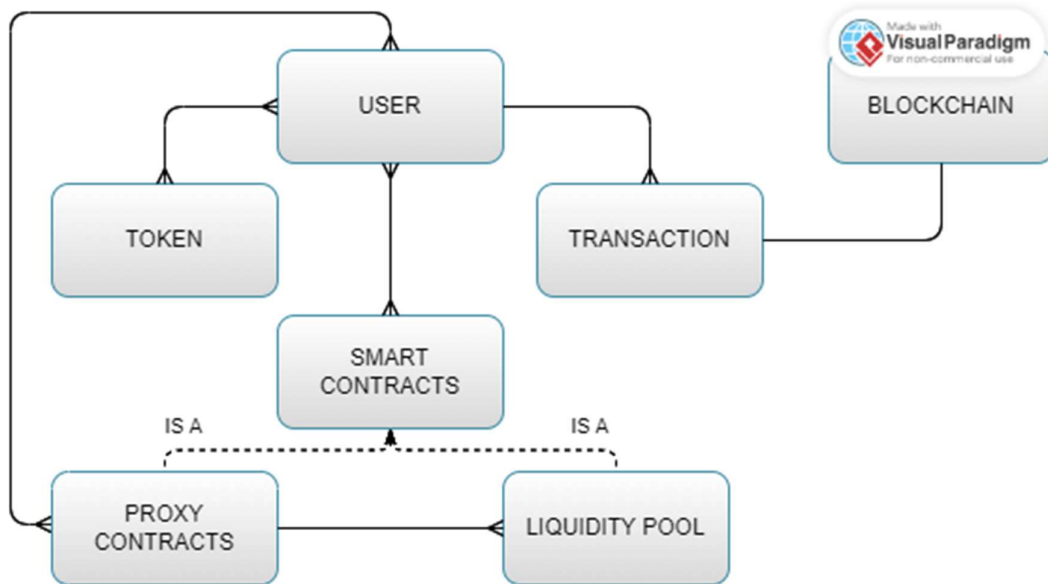 Made with
Visual Paradigm
For non-commercial use
USER
BLOCKCHAIN
TOKEN
TRANSACTION
SMART
CONTRACTS
IS A
IS A
PROXY
CONTRACTS
LIQUIDITY POOL